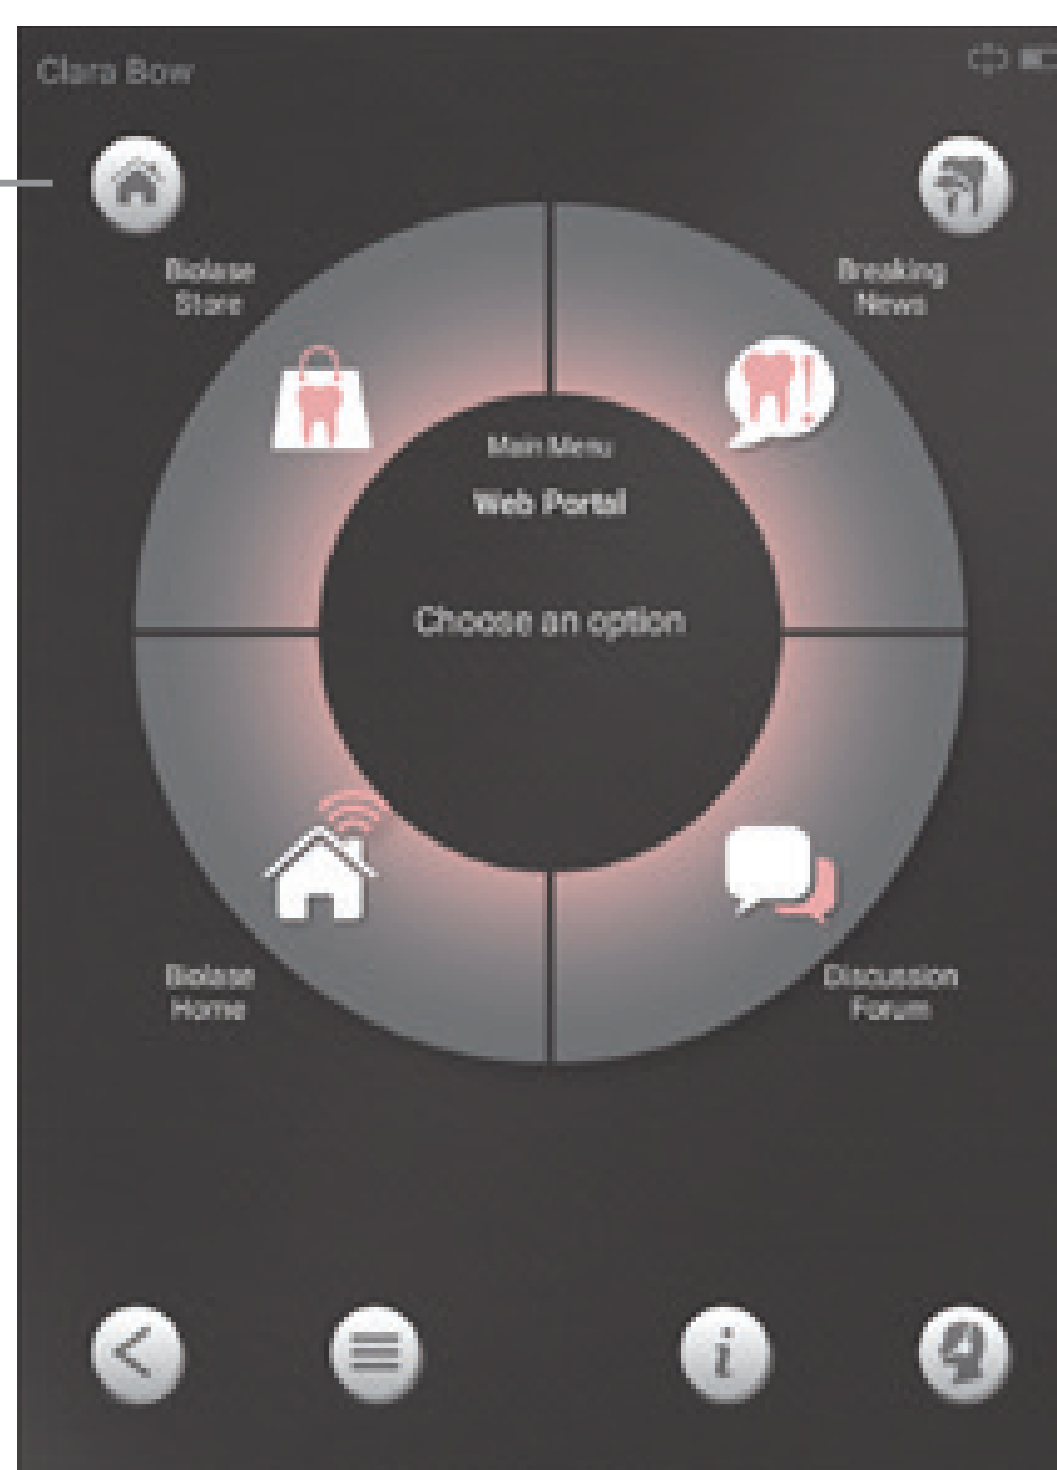 Clara Bow
Biolase
Store
Breaking
News
Main Menu
Web Portal
Choose an option
Biolase
Home
Discussion
Forum
i